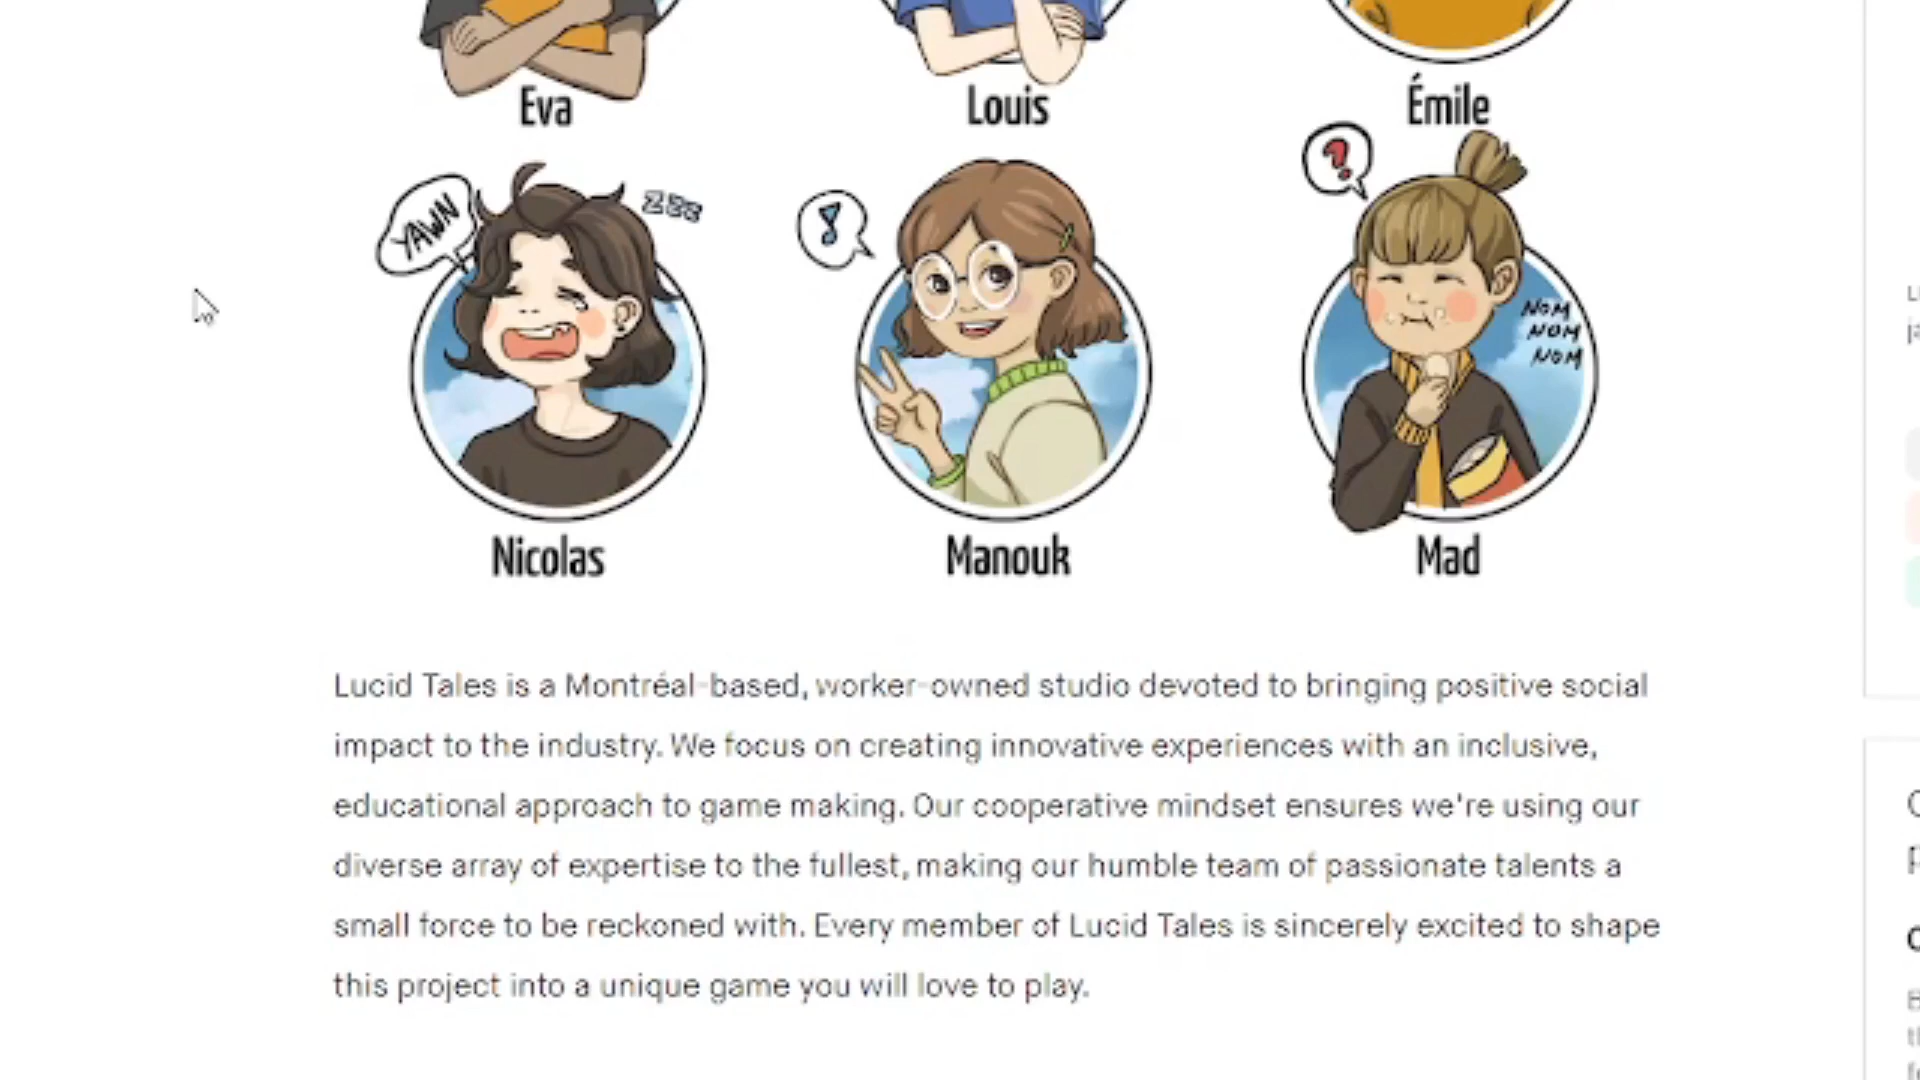 Eva Louis Émile
?
YAWN zzz
NOM
NOM
NOM
Nicolas Manouk Mad
Lucid Tales is a Montréal-based, worker-owned studio devoted to bringing positive social
impact to the industry. We focus on creating innovative experiences with an inclusive,
educational approach to game making. Our cooperative mindset ensures we're using our
diverse array of expertise to the fullest, making our humble team of passionate talents a
small force to be reckoned with. Every member of Lucid Tales is sincerely excited to shape
this project into a unique game you will love to play.